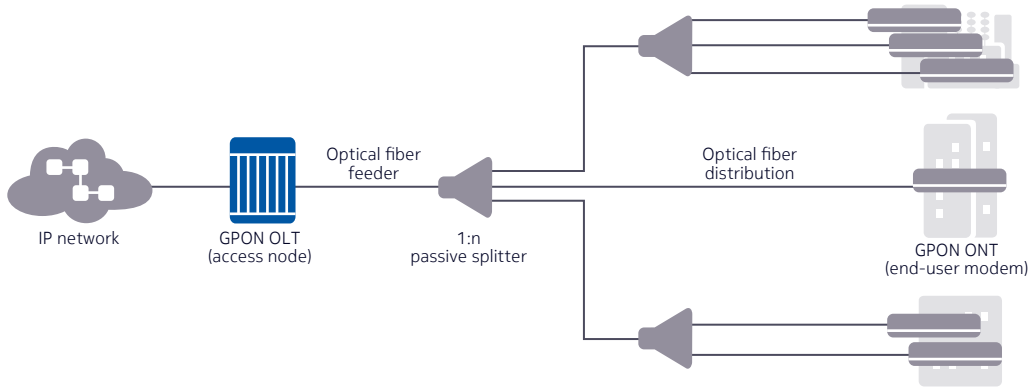 Optical fiber
feeder
Optical fiber
distribution
IP network
GPON OLT
(access node)
1:n
passive splitter
GPON ONT
(end-user modem)